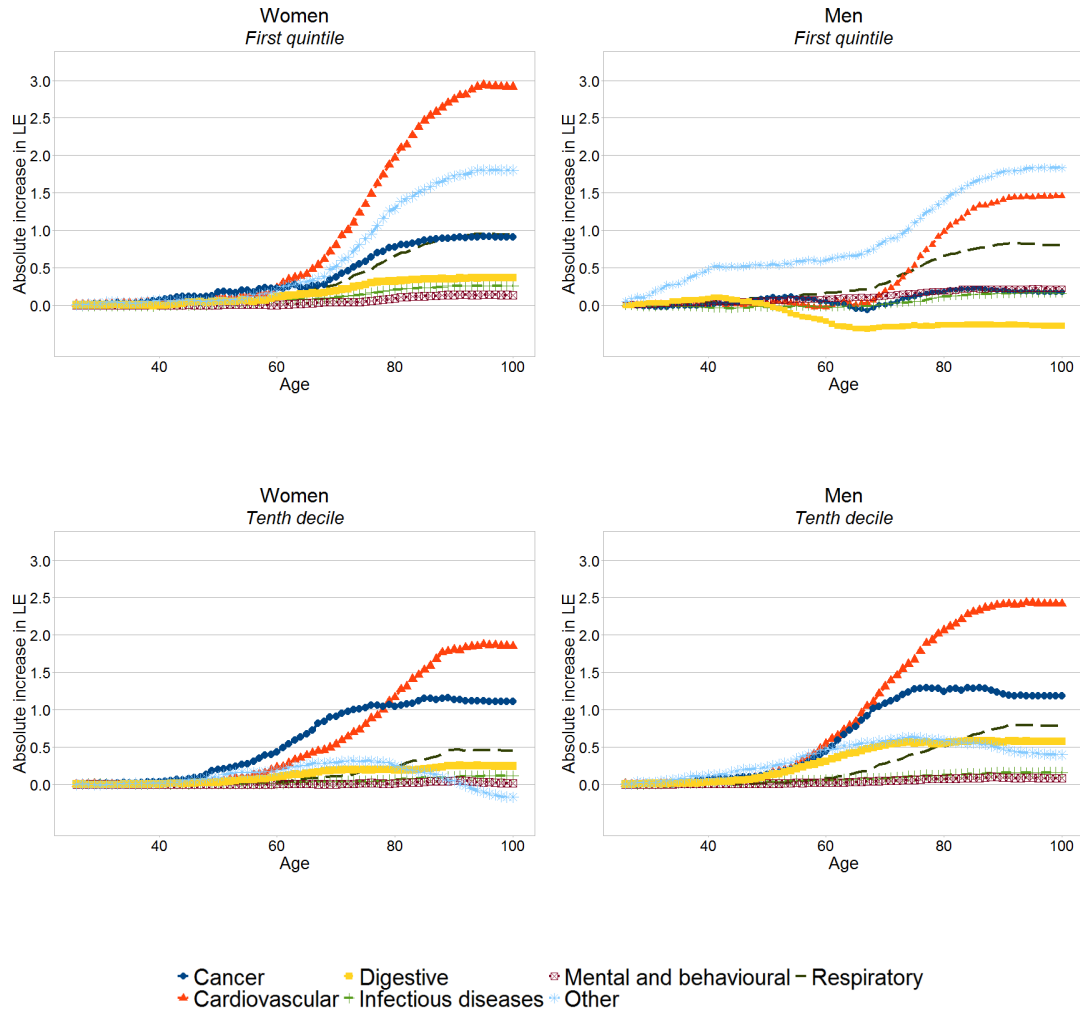 Women
First quintile
Absolute increase in LE
3.0
2.5
2.0
1.5
1.0
0.5
0.0
40 60 80 100
Age
Men
First quintile
Absolute increase in LE
3.0
2.5
2.0
1.5
1.0
0.5
0.0
40 60 80 100
Age
Women
Tenth decile
Absolute increase in LE
3.0
2.5
2.0
1.5
1.0
0.5
0.0
40 60 80 100
Age
Men
Tenth decile
Absolute increase in LE
3.0
2.5
2.0
1.5
1.0
0.5
0.0
40 60 80 100
Age
Cancer Digestive Mental and behavioural Respiratory
Cardiovascular Infectious diseases Other